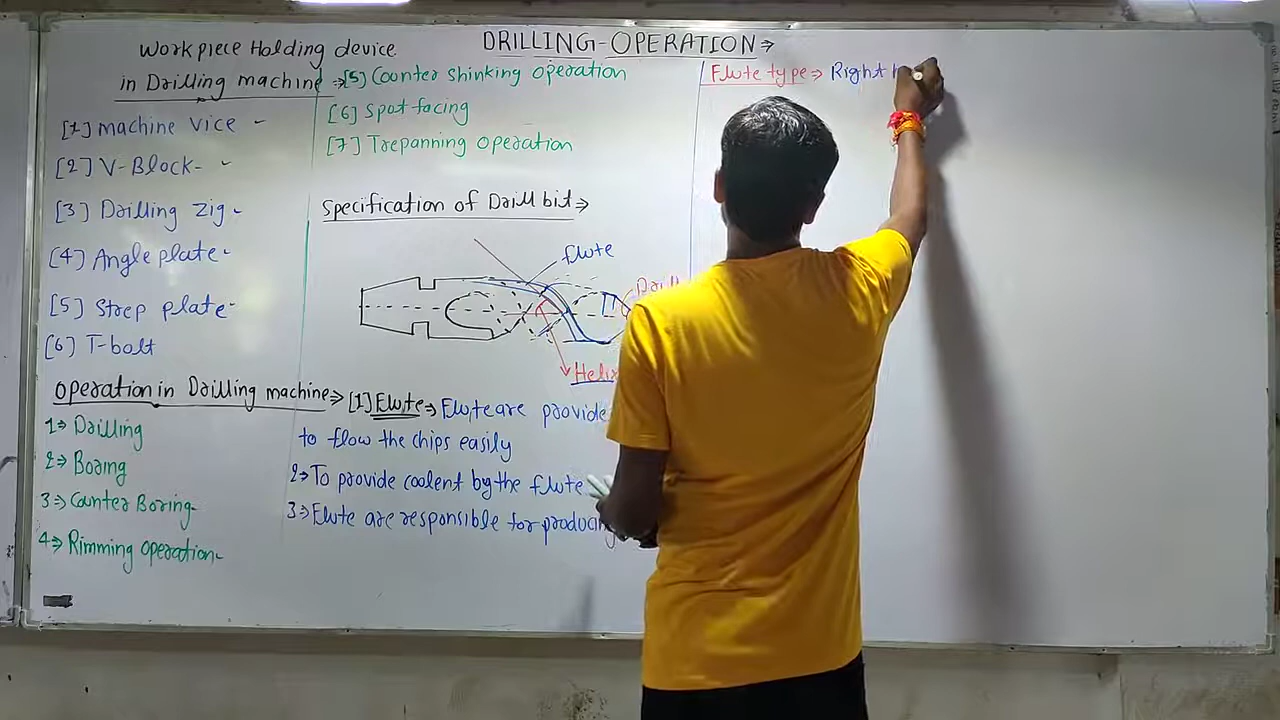 DRILLING-OPERATION⇒
Workpiece Holding device
in Drilling machine⇒
[1] machine Vice -
[2] V-Block- -
[3] Drilling Zig-
[4] Angle plate-
[5] Strep plate-
[6] T-bolt
Operation in Drilling machine⇒
1⇒ Drilling
2⇒ Boring
3⇒ Counter Boring-
4⇒ Rimming Operation-
[5] Counter shinking operation
[6] Spot facing
[7] Trepanning Operation
Specification of Drill bit⇒
flute
Drill
Helix
[1] Flute⇒ Flute are provide
to flow the chips easily
2⇒ To provide coolent by the flute
3⇒ Flute are responsible for producing
Flute type⇒ Right h